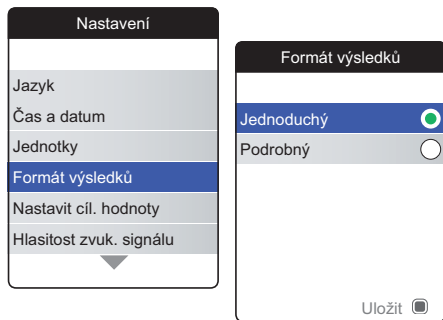 Nastavení
Jazyk
Čas a datum
Jednotky
Formát výsledků
Nastavit cíl. hodnoty
Hlasitost zvuk. signálu
Formát výsledků
Jednoduchý
Podrobný
Uložit